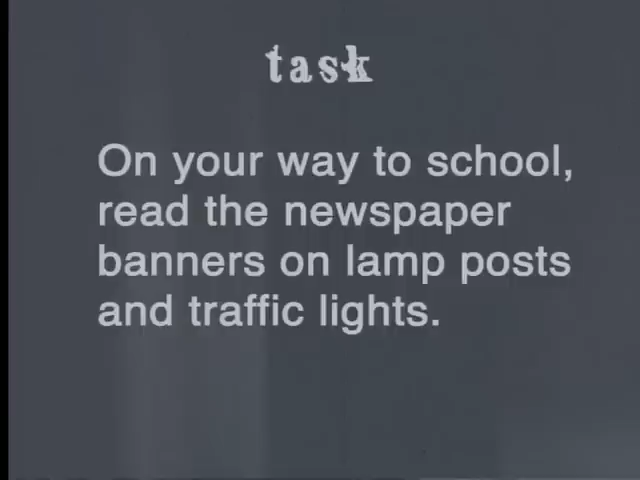 task
On your way to school,
read the newspaper
banners on lamp posts
and traffic lights.